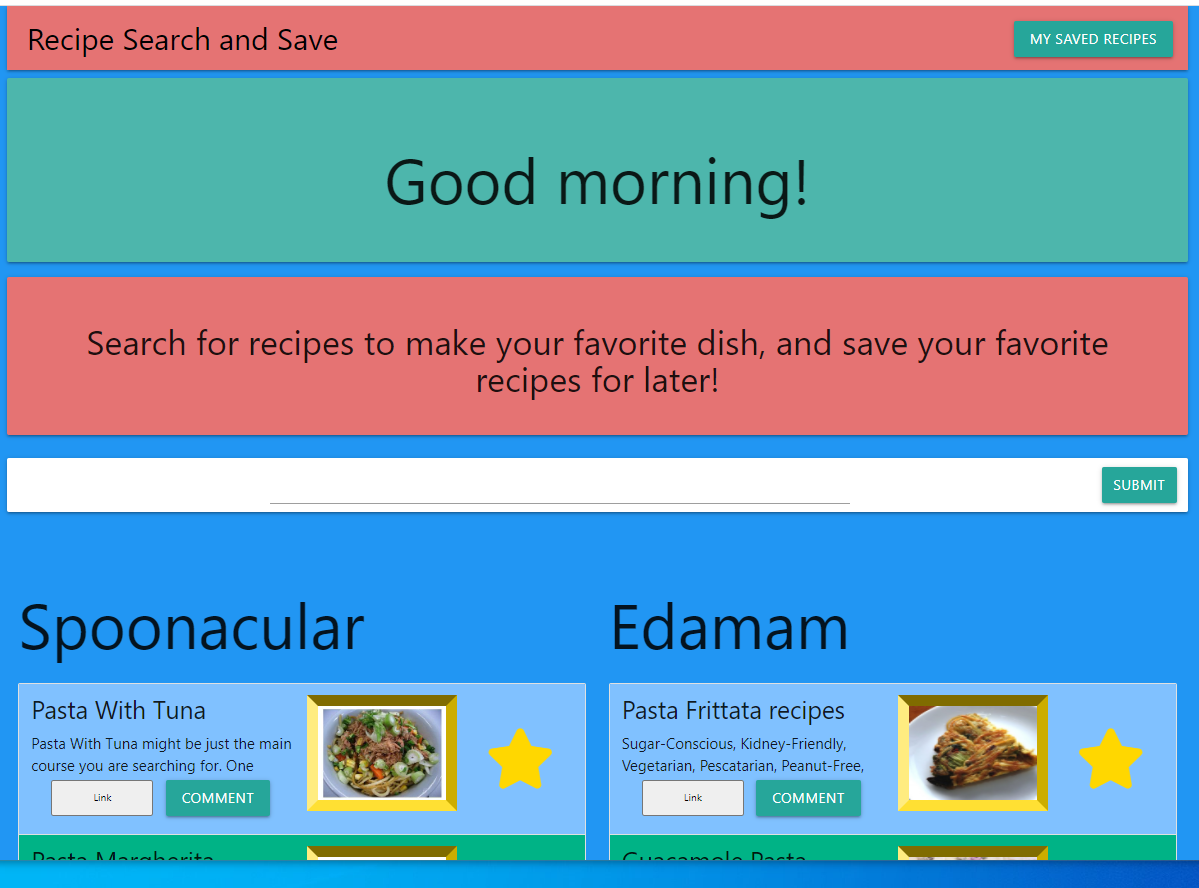 Recipe Search and Save
MY SAVED RECIPES
Good morning!
Search for recipes to make your favorite dish, and save your favorite
recipes for later!
SUBMIT
Spoonacular
Pasta With Tuna
Pasta With Tuna might be just the main
course you are searching for. One
Link
COMMENT
Pasta Margherita
Edamam
Pasta Frittata recipes
Sugar-Conscious, Kidney-Friendly,
Vegetarian, Pescatarian, Peanut-Free,
Link
COMMENT
Guacamole Pasta